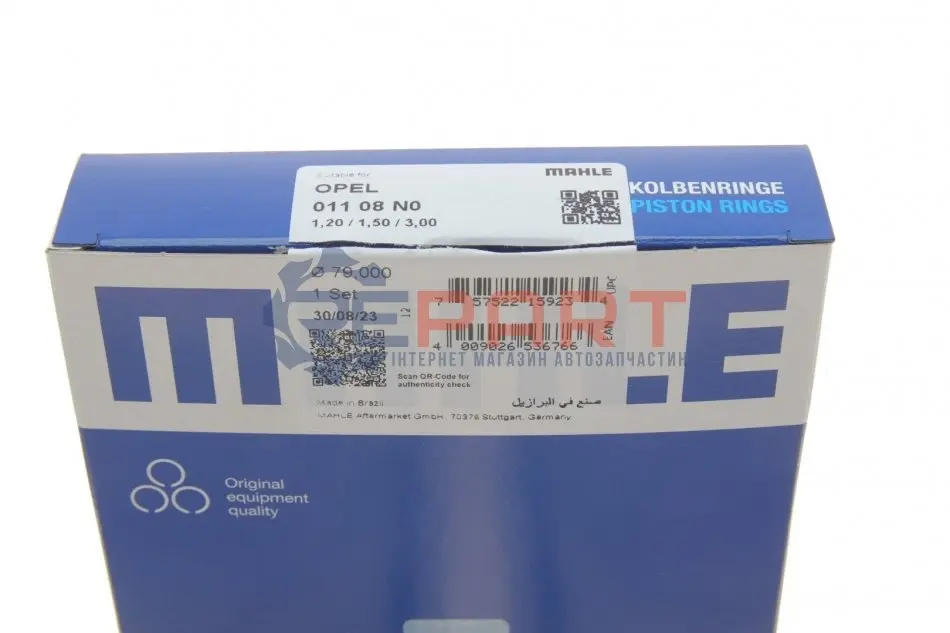 Suitable for
OPEL
011 08 N0
1,20 / 1,50 / 3,00
MAHLE
KOLBENRINGE
PISTON RINGS
Ø 79,000
1 Set
30/08/23
12
7 57522 15923 4
UPC
4 009026 536766
EAN
EPORT
ІНТЕРНЕТ МАГАЗИН АВТОЗАПЧАСТИН
Scan QR-Code for
authenticity check
Made in Brazil
صنع في البرازيل
MAHLE Aftermarket GmbH, 70376 Stuttgart, Germany
Original
equipment
quality